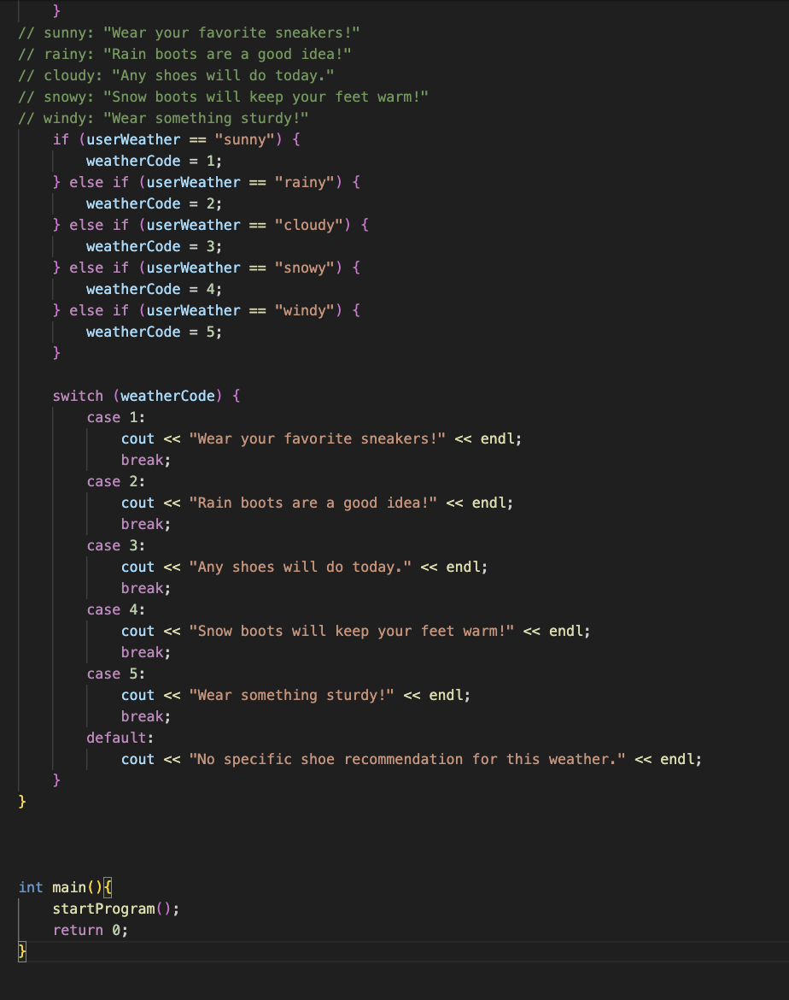 }
// sunny: "Wear your favorite sneakers!"
// rainy: "Rain boots are a good idea!"
// cloudy: "Any shoes will do today."
// snowy: "Snow boots will keep your feet warm!"
// windy: "Wear something sturdy!"
if (userWeather == "sunny") {
weatherCode = 1;
} else if (userWeather == "rainy") {
weatherCode = 2;
} else if (userWeather == "cloudy") {
weatherCode = 3;
} else if (userWeather == "snowy") {
weatherCode = 4;
} else if (userWeather == "windy") {
weatherCode = 5;
}
switch (weatherCode) {
case 1:
cout << "Wear your favorite sneakers!" << endl;
break;
case 2:
cout << "Rain boots are a good idea!" << endl;
break;
case 3:
cout << "Any shoes will do today." << endl;
break;
case 4:
cout << "Snow boots will keep your feet warm!" << endl;
break;
case 5:
cout << "Wear something sturdy!" << endl;
break;
default:
cout << "No specific shoe recommendation for this weather." << endl;
}
}
int main(){
startProgram();
return 0;
}